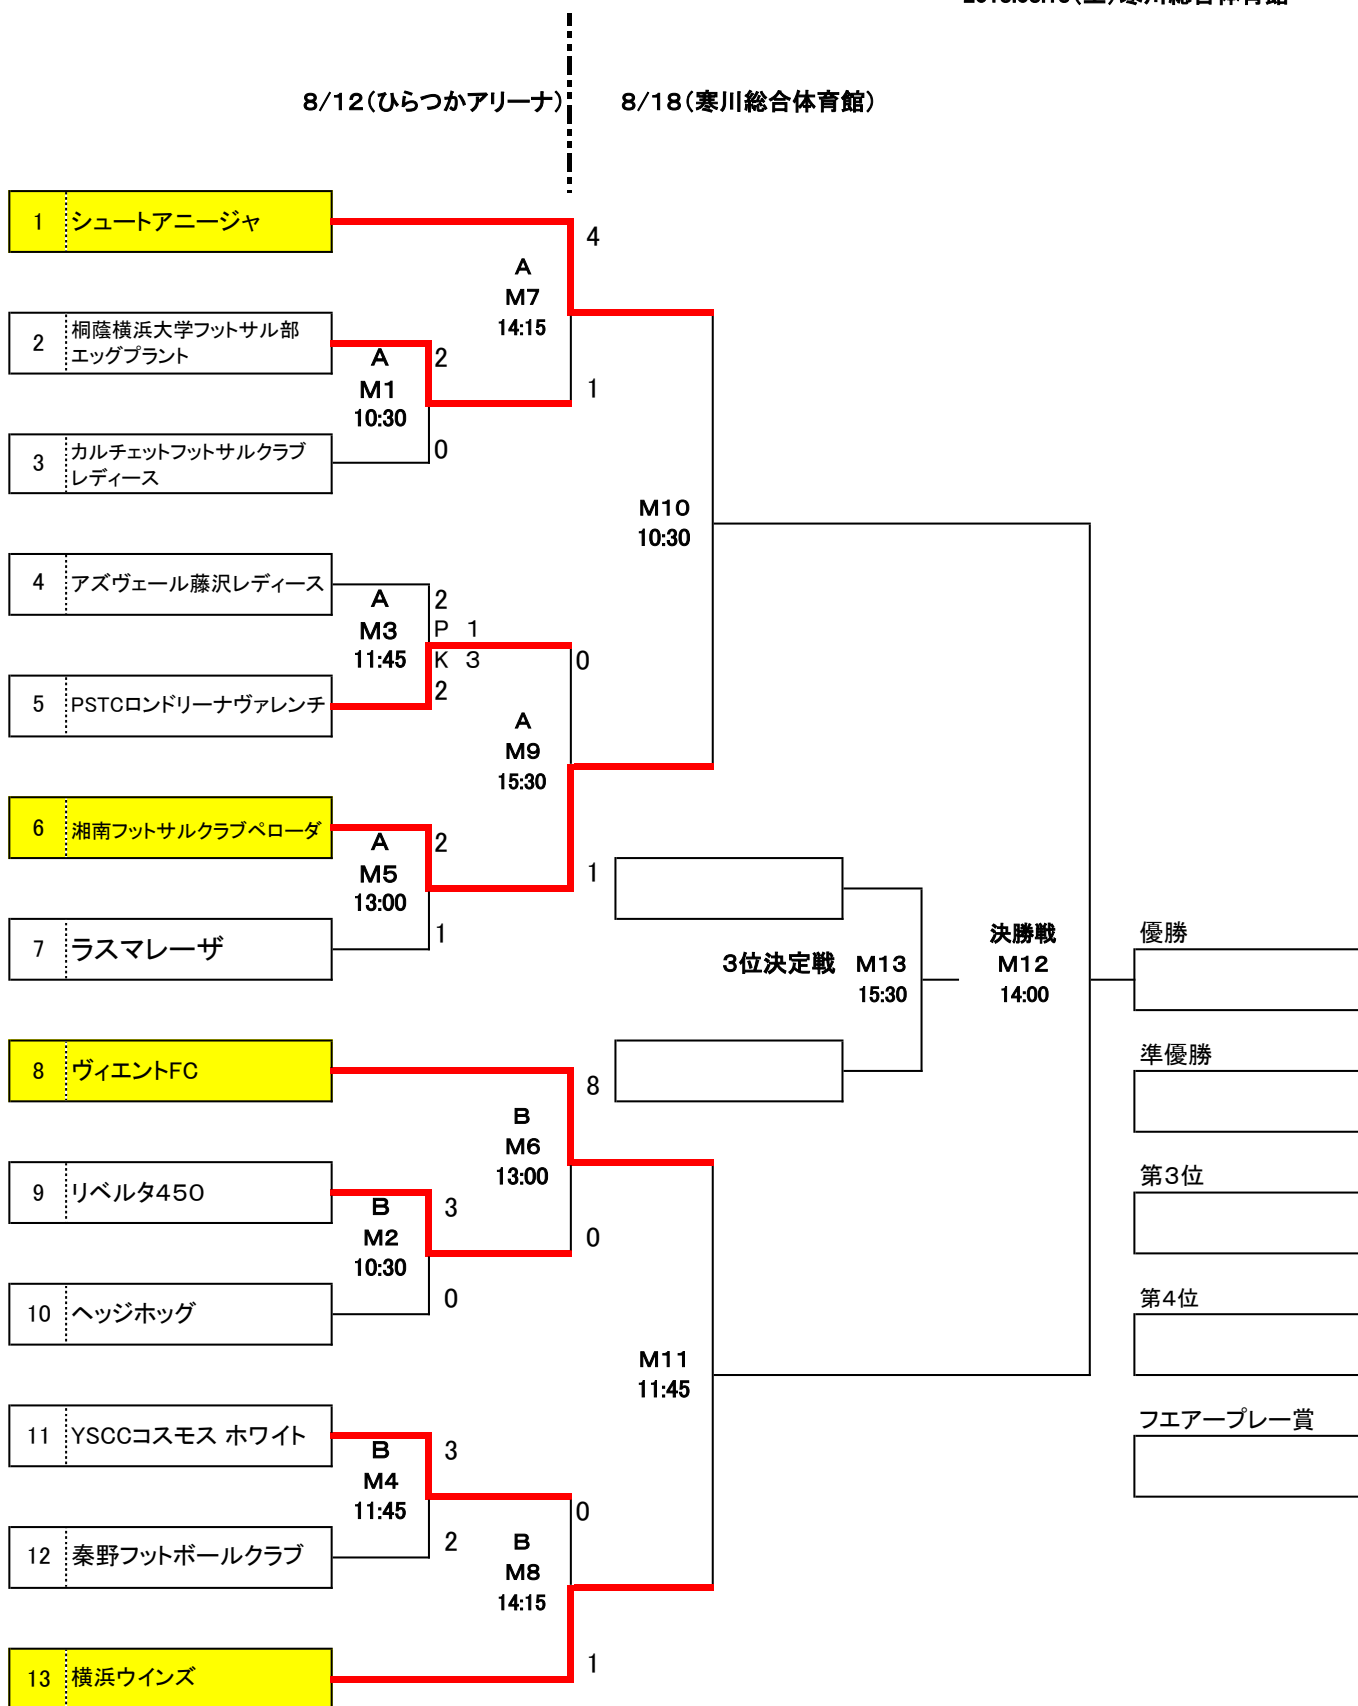 8/12(ひらつかアリーナ)
8/18(寒川総合体育館)
1 シュートアニージャ
4
A
M7
14:15
2 桐蔭横浜大学フットサル部
エッグプラント
A
M1
10:30
2
1
0
3 カルチェットフットサルクラブ
レディース
M10
10:30
4 アズヴェール藤沢レディース
A
M3
11:45
2
P 1
K 3
2
0
5 PSTCロンドリーナヴァレンチ
A
M9
15:30
6 湘南フットサルクラブペローダ
A
M5
13:00
2
1
1
7 ラスマレーザ
3位決定戦 M13
15:30
決勝戦
M12
14:00
優勝
準優勝
第3位
第4位
フエアープレー賞
8 ヴィエントFC
8
B
M6
13:00
9 リベルタ450
B
M2
10:30
3
0
0
10 ヘッジホッグ
M11
11:45
11 YSCCコスモス ホワイト
B
M4
11:45
3
0
2
12 秦野フットボールクラブ
B
M8
14:15
13 横浜ウインズ
1